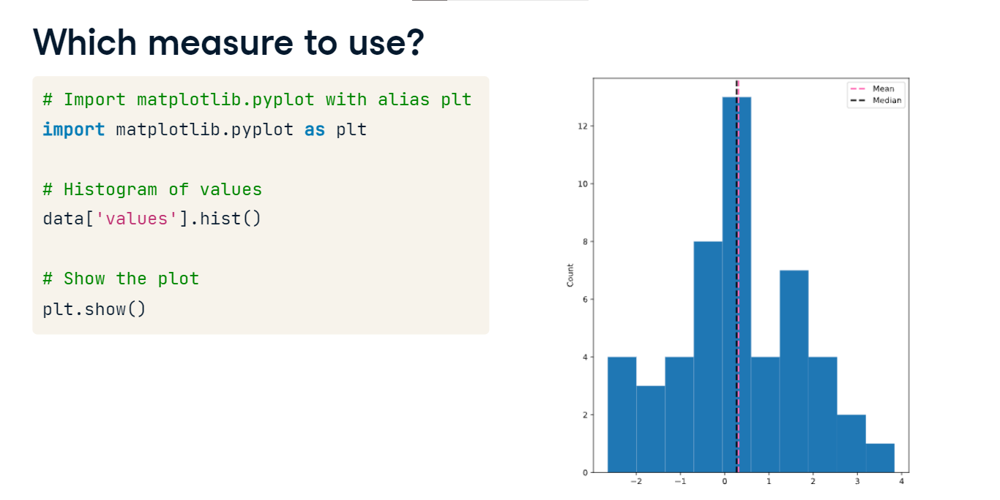 Which measure to use?
# Import matplotlib.pyplot with alias plt
import matplotlib.pyplot as plt
# Histogram of values
data['values'].hist()
# Show the plot
plt.show()
Mean
Median
12
10
8
6
4
2
0
Count
−2 −1 0 1 2 3 4